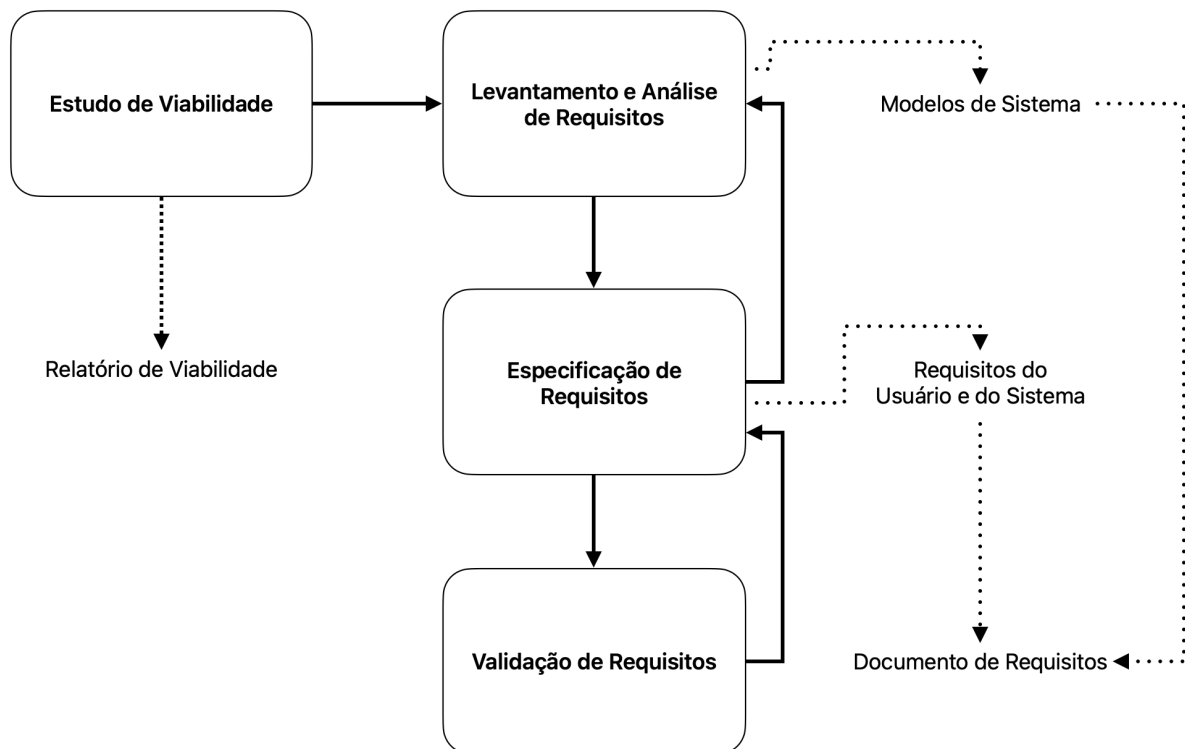 Estudo de Viabilidade
Levantamento e Análise
de Requisitos
Modelos de Sistema
Relatório de Viabilidade
Especificação de
Requisitos
Requisitos do
Usuário e do Sistema
Validação de Requisitos
Documento de Requisitos